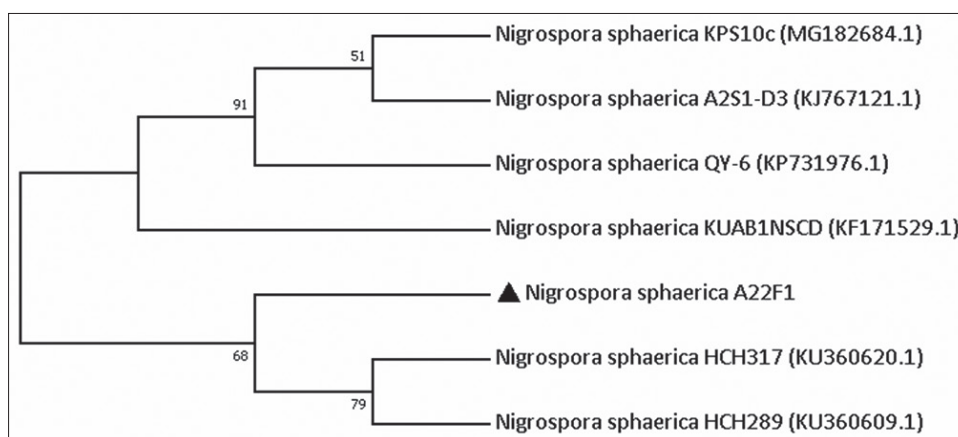 Nigrospora sphaerica KPS10c (MG182684.1)
51
Nigrospora sphaerica A2S1-D3 (KJ767121.1)
91
Nigrospora sphaerica QY-6 (KP731976.1)
Nigrospora sphaerica KUAB1NSCD (KF171529.1)
Nigrospora sphaerica A22F1
68
Nigrospora sphaerica HCH317 (KU360620.1)
79
Nigrospora sphaerica HCH289 (KU360609.1)